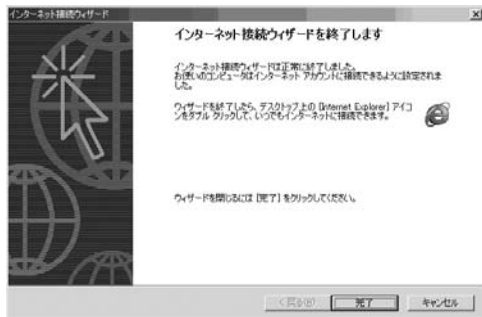 インターネット接続ウィザード
インターネット接続ウィザードを終了します
インターネット接続ウィザードは正常に終了しました。
お使いのコンピュータはインターネット アカウントに接続できるように設定されま
した。
ウィザードを終了したら、デスクトップ上の [Internet Explorer] アイコ
ンをダブル クリックして、いつでもインターネットに接続できます。
ウィザードを閉じるには [完了] をクリックしてください。
< 戻る(B)
完了
キャンセル